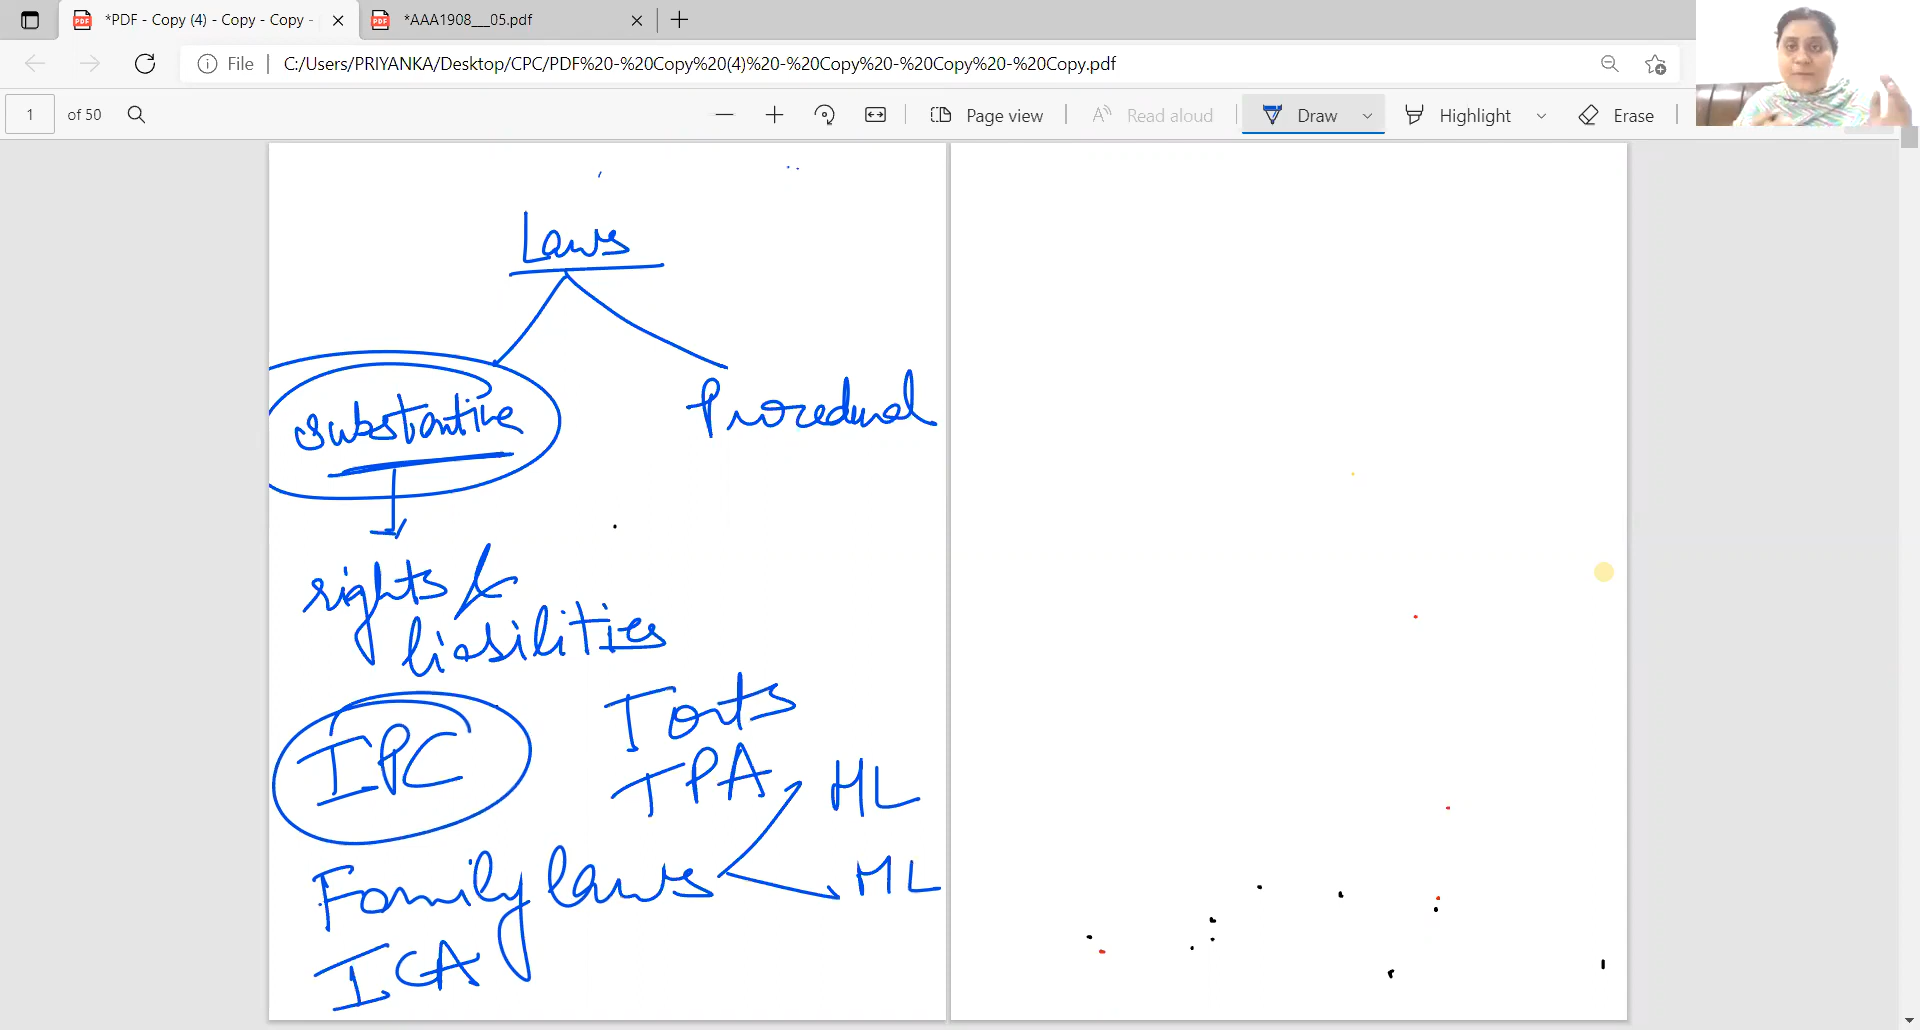 *PDF - Copy (4) - Copy - Copy -
*AAA1908___05.pdf
File
C:/Users/PRIYANKA/Desktop/CPC/PDF%20-%20Copy%20(4)%20-%20Copy%20-%20Copy%20-%20Copy.pdf
1 of 50
Page view
Read aloud
Draw
Highlight
Erase
Laws
Substantive
Procedural
rights &
liabilities
IPC
Torts
TPA
HL
Family laws
ML
ICA